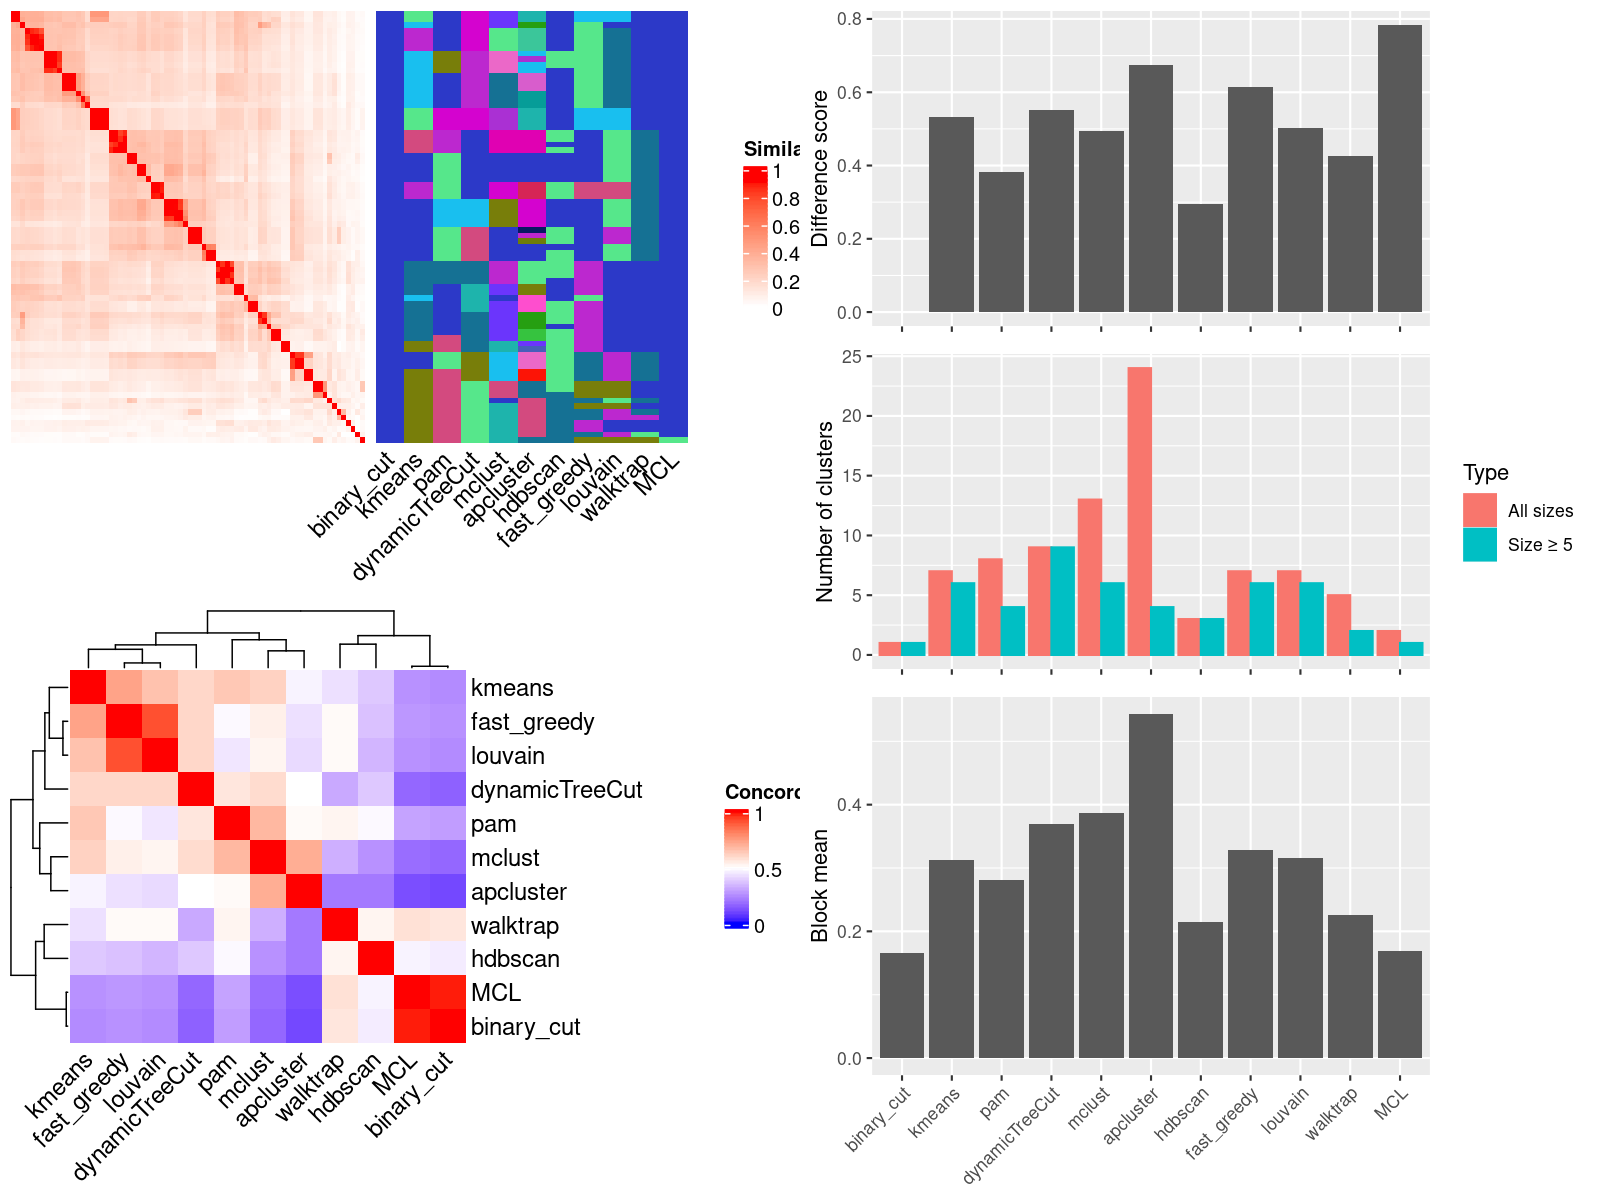 Simila
1
0.8
0.6
0.4
0.2
0
binary_cut
kmeans
pam
dynamicTreeCut
mclust
apcluster
hdbscan
fast_greedy
louvain
walktrap
MCL
kmeans
fast_greedy
louvain
dynamicTreeCut
pam
mclust
apcluster
walktrap
hdbscan
MCL
binary_cut
Concord
1
0.5
0
kmeans
fast_greedy
louvain
dynamicTreeCut
pam
mclust
apcluster
walktrap
hdbscan
MCL
binary_cut
Difference score
0.8
0.6
0.4
0.2
0.0
Number of clusters
25
20
15
10
5
0
Type
All sizes
Size ≥ 5
Block mean
0.4
0.2
0.0
binary_cut
kmeans
pam
dynamicTreeCut
mclust
apcluster
hdbscan
fast_greedy
louvain
walktrap
MCL